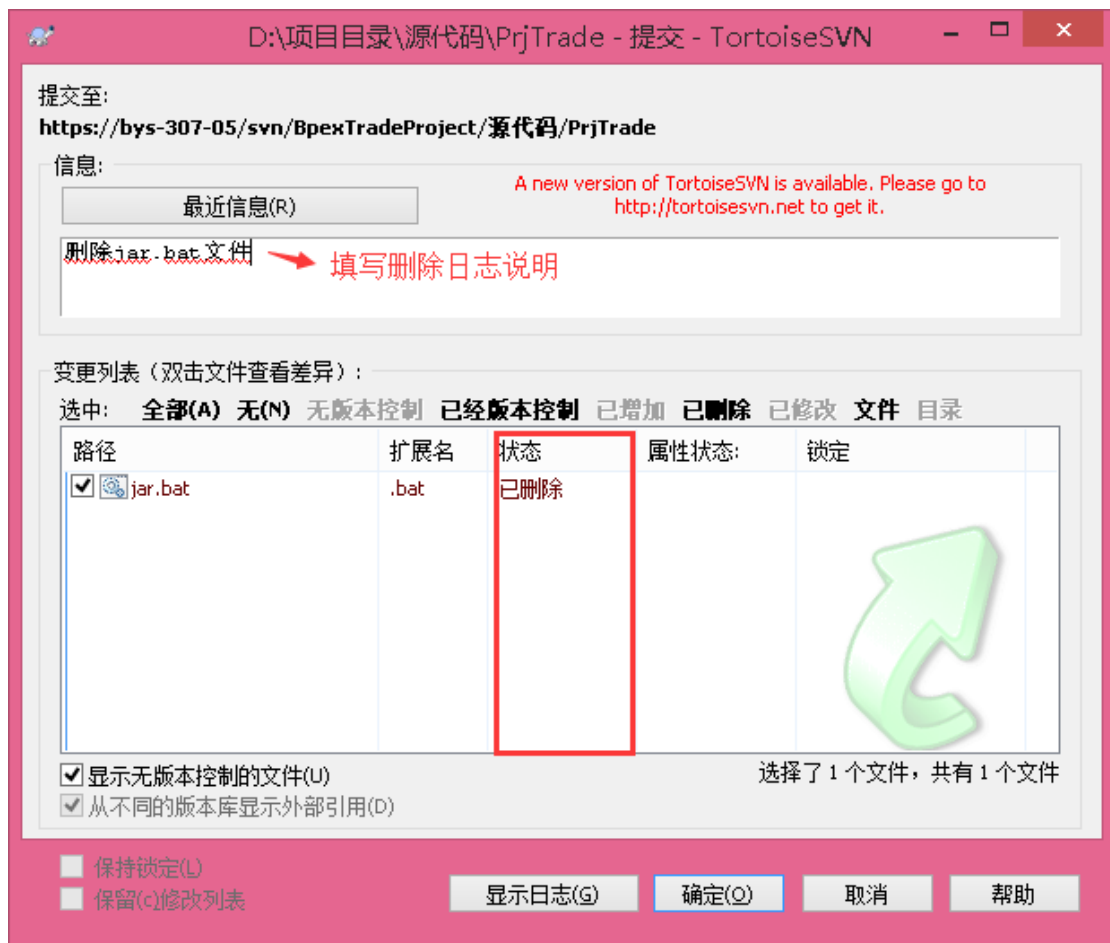 D:\项目目录\源代码\PrjTrade - 提交 - TortoiseSVN
提交至:
https://bys-307-05/svn/BpexTradeProject/源代码/PrjTrade
信息:
最近信息(R)
A new version of TortoiseSVN is available. Please go to
http://tortoisesvn.net to get it.
删除jar.bat文件
填写删除日志说明
变更列表（双击文件查看差异）:
选中: 全部(A) 无(N) 无版本控制 已经版本控制 已增加 已删除 已修改 文件 目录
路径 扩展名 状态 属性状态: 锁定
jar.bat .bat 已删除
显示无版本控制的文件(U)
选择了 1 个文件，共有 1 个文件
从不同的版本库显示外部引用(D)
保持锁定(L)
保留(c)修改列表
显示日志(G) 确定(O) 取消 帮助